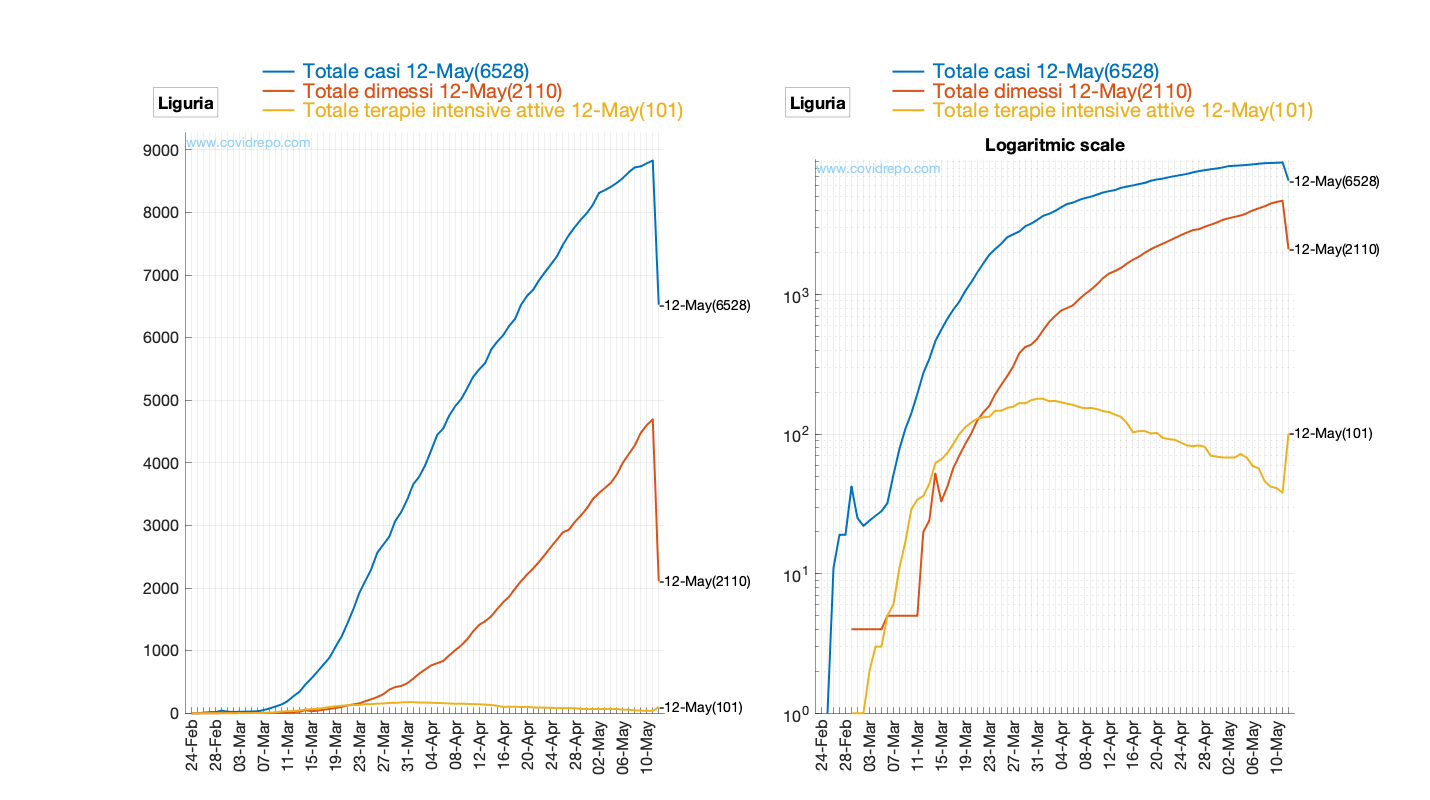 Totale casi 12-May(6528)
Totale dimessi 12-May(2110)
Totale terapie intensive attive 12-May(101)
Liguria
www.covidrepo.com
9000
8000
7000
6000
5000
4000
3000
2000
1000
0
-12-May(6528)
-12-May(2110)
-12-May(101)
24-Feb
28-Feb
03-Mar
07-Mar
11-Mar
15-Mar
19-Mar
23-Mar
27-Mar
31-Mar
04-Apr
08-Apr
12-Apr
16-Apr
20-Apr
24-Apr
28-Apr
02-May
06-May
10-May
Totale casi 12-May(6528)
Totale dimessi 12-May(2110)
Totale terapie intensive attive 12-May(101)
Liguria
Logaritmic scale
www.covidrepo.com
10³
10²
10¹
10⁰
-12-May(6528)
-12-May(2110)
-12-May(101)
24-Feb
28-Feb
03-Mar
07-Mar
11-Mar
15-Mar
19-Mar
23-Mar
27-Mar
31-Mar
04-Apr
08-Apr
12-Apr
16-Apr
20-Apr
24-Apr
28-Apr
02-May
06-May
10-May